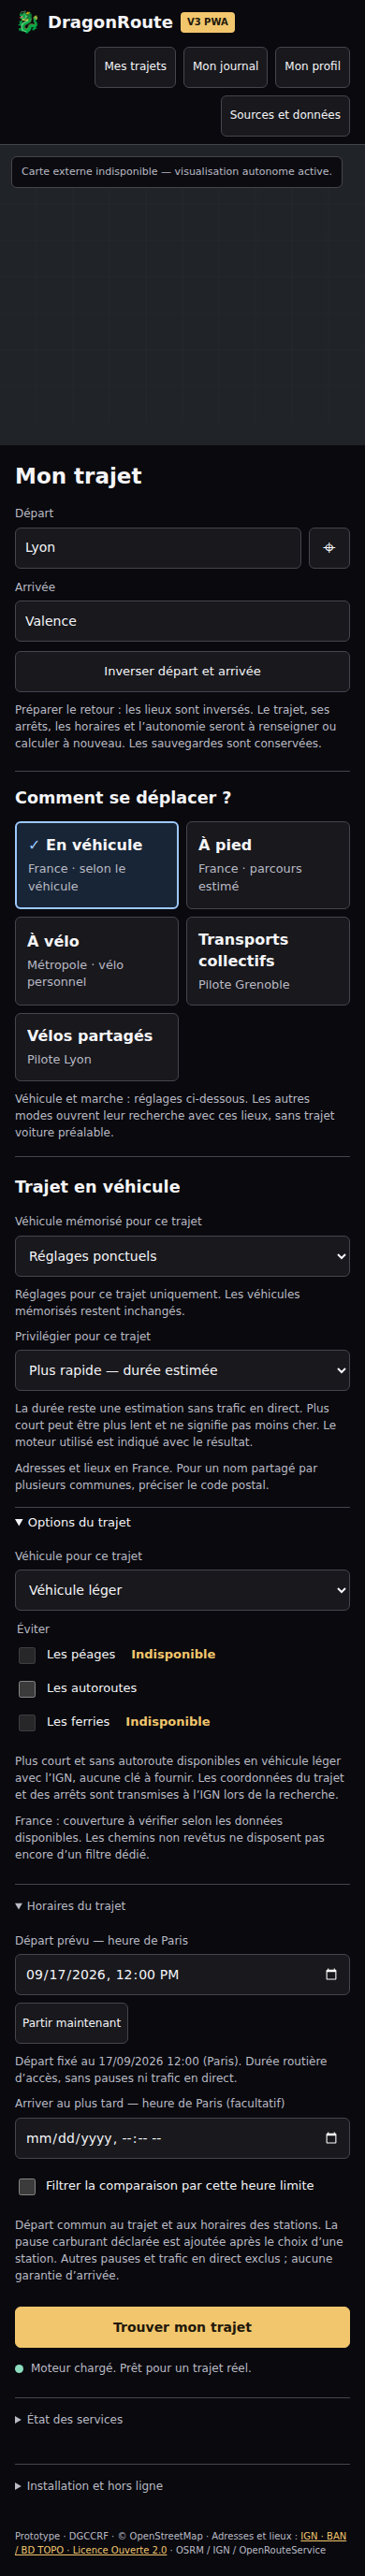 🐉 DragonRoute V3 PWA
Mes trajets Mon journal Mon profil
Sources et données
Carte externe indisponible — visualisation autonome active.
Mon trajet
Départ
Lyon
Arrivée
Valence
Inverser départ et arrivée
Préparer le retour : les lieux sont inversés. Le trajet, ses
arrêts, les horaires et l’autonomie seront à renseigner ou
calculer à nouveau. Les sauvegardes sont conservées.
Comment se déplacer ?
✓ En véhicule
France · selon le
véhicule
À pied
France · parcours
estimé
À vélo
Métropole · vélo
personnel
Transports
collectifs
Pilote Grenoble
Vélos partagés
Pilote Lyon
Véhicule et marche : réglages ci-dessous. Les autres
modes ouvrent leur recherche avec ces lieux, sans trajet
voiture préalable.
Trajet en véhicule
Véhicule mémorisé pour ce trajet
Réglages ponctuels
Réglages pour ce trajet uniquement. Les véhicules
mémorisés restent inchangés.
Privilégier pour ce trajet
Plus rapide — durée estimée
La durée reste une estimation sans trafic en direct. Plus
court peut être plus lent et ne signifie pas moins cher. Le
moteur utilisé est indiqué avec le résultat.
Adresses et lieux en France. Pour un nom partagé par
plusieurs communes, préciser le code postal.
▼ Options du trajet
Véhicule pour ce trajet
Véhicule léger
Éviter
Les péages Indisponible
Les autoroutes
Les ferries Indisponible
Plus court et sans autoroute disponibles en véhicule léger
avec l’IGN, aucune clé à fournir. Les coordonnées du trajet
et des arrêts sont transmises à l’IGN lors de la recherche.
France : couverture à vérifier selon les données
disponibles. Les chemins non revêtus ne disposent pas
encore d’un filtre dédié.
▼ Horaires du trajet
Départ prévu — heure de Paris
09/17/2026, 12:00 PM
Partir maintenant
Départ fixé au 17/09/2026 12:00 (Paris). Durée routière
d’accès, sans pauses ni trafic en direct.
Arriver au plus tard — heure de Paris (facultatif)
mm/dd/yyyy, --:-- --
Filtrer la comparaison par cette heure limite
Départ commun au trajet et aux horaires des stations. La
pause carburant déclarée est ajoutée après le choix d’une
station. Autres pauses et trafic en direct exclus ; aucune
garantie d’arrivée.
Trouver mon trajet
Moteur chargé. Prêt pour un trajet réel.
▶ État des services
▶ Installation et hors ligne
Prototype · DGCCRF · © OpenStreetMap · Adresses et lieux : IGN · BAN
/ BD TOPO · Licence Ouverte 2.0 · OSRM / IGN / OpenRouteService